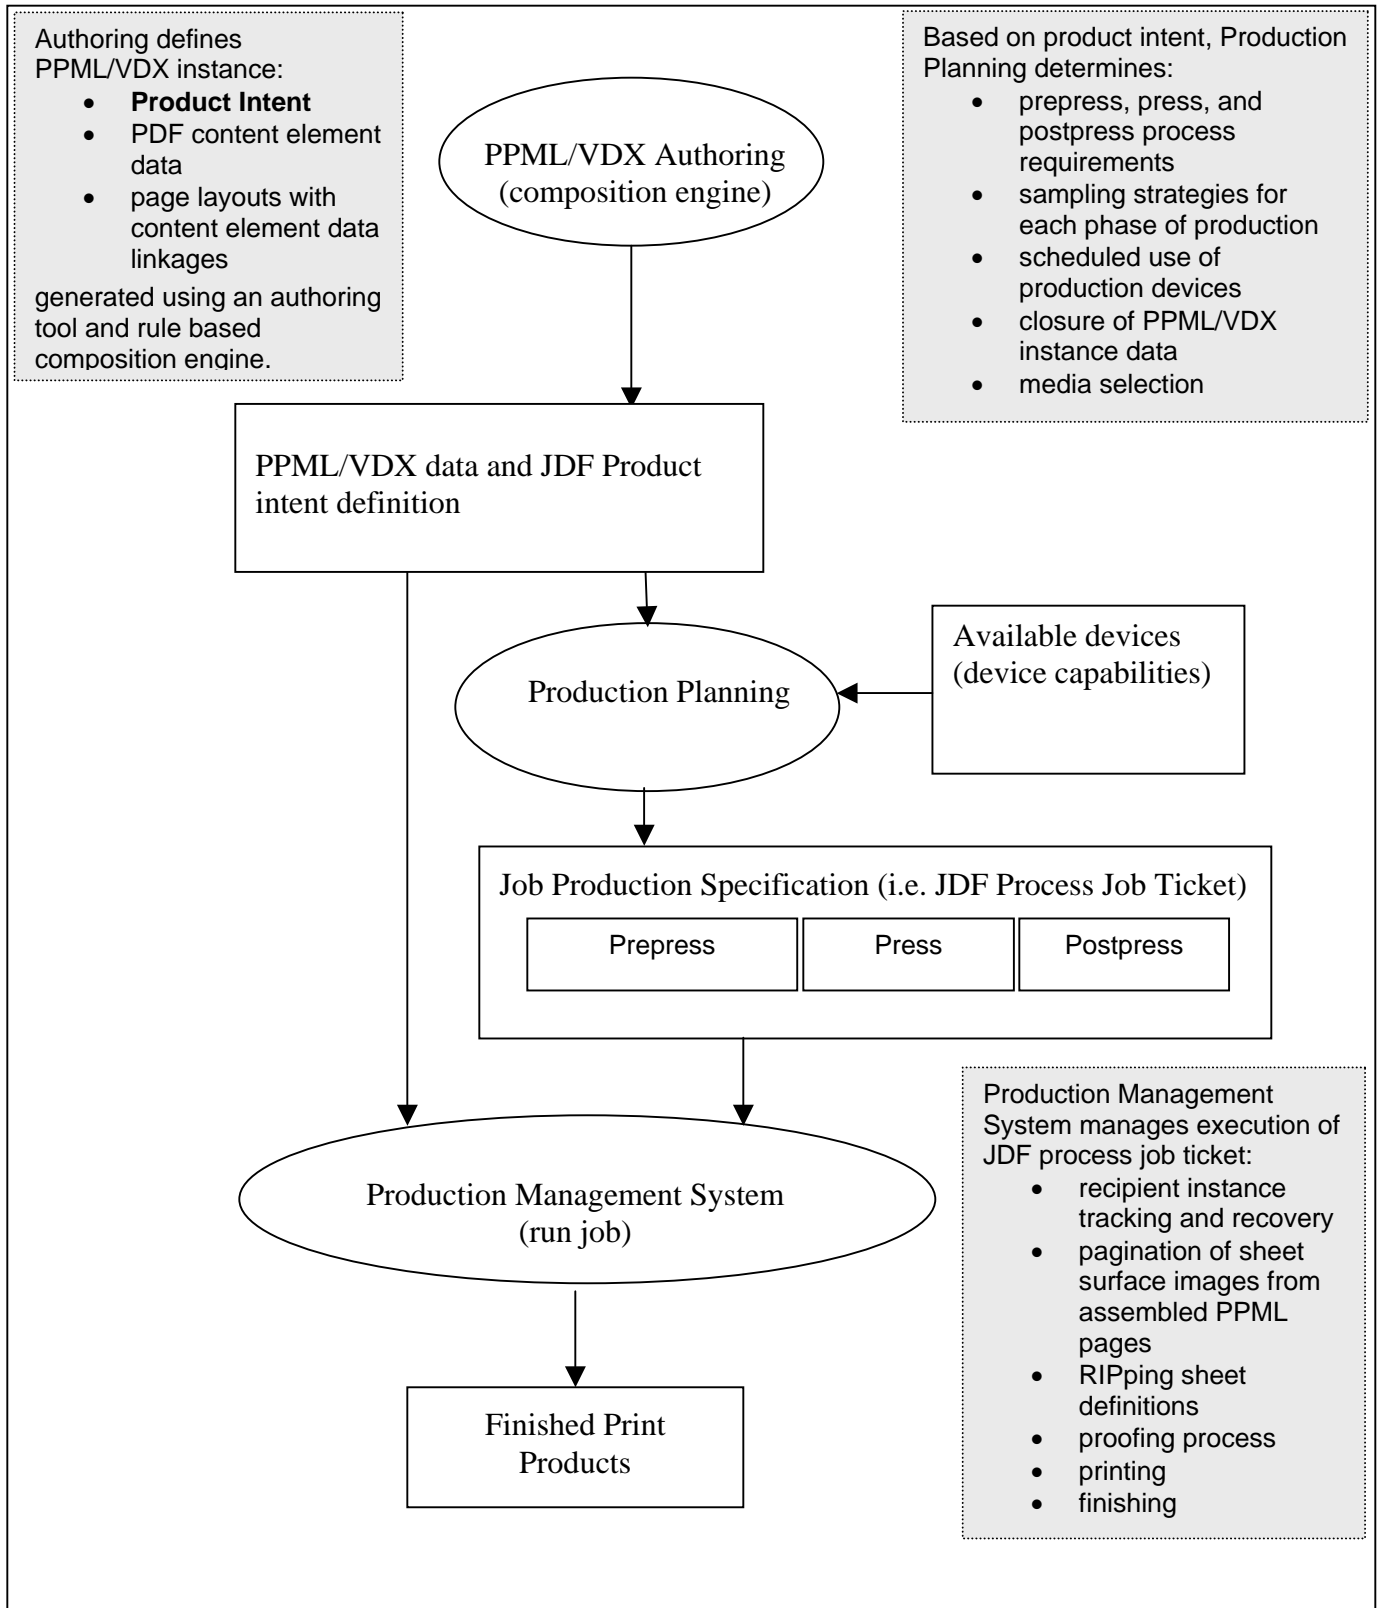 Authoring defines
PPML/VDX instance:
• Product Intent
• PDF content element
data
• page layouts with
content element data
linkages
generated using an authoring
tool and rule based
composition engine.
PPML/VDX Authoring
(composition engine)
Based on product intent, Production
Planning determines:
• prepress, press, and
postpress process
requirements
• sampling strategies for
each phase of production
• scheduled use of
production devices
• closure of PPML/VDX
instance data
• media selection
PPML/VDX data and JDF Product
intent definition
Production Planning
Available devices
(device capabilities)
Job Production Specification (i.e. JDF Process Job Ticket)
Prepress
Press
Postpress
Production Management System
(run job)
Production Management
System manages execution of
JDF process job ticket:
• recipient instance
tracking and recovery
• pagination of sheet
surface images from
assembled PPML
pages
• RIPping sheet
definitions
• proofing process
• printing
• finishing
Finished Print
Products